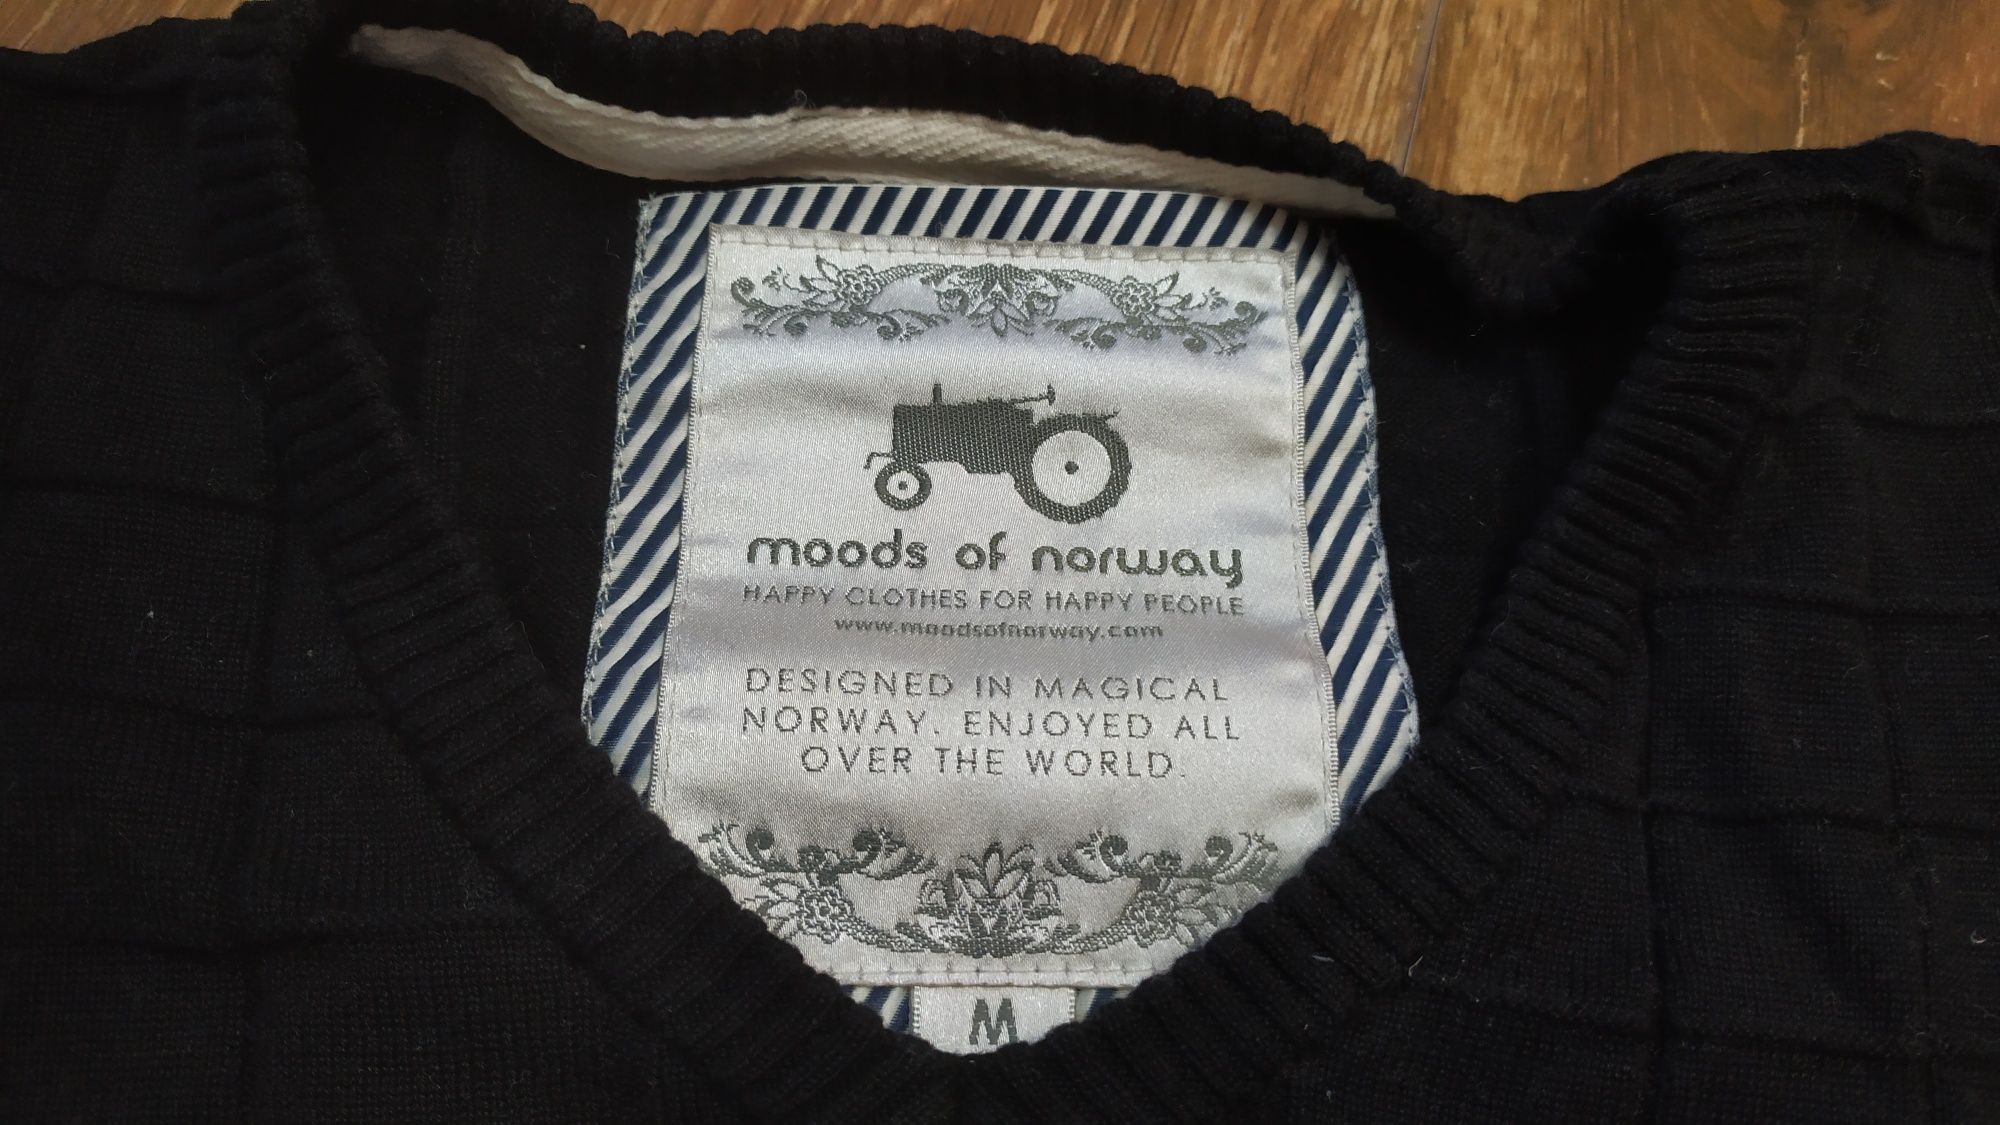 moods of norway
HAPPY CLOTHES FOR HAPPY PEOPLE
www.moodsofnorway.com
DESIGNED IN MAGICAL
NORWAY. ENJOYED ALL
OVER THE WORLD.
M